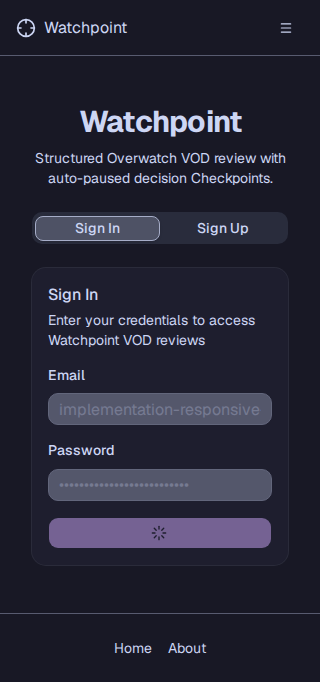 Watchpoint
Watchpoint
Structured Overwatch VOD review with
auto-paused decision Checkpoints.
Sign In
Sign Up
Sign In
Enter your credentials to access
Watchpoint VOD reviews
Email
implementation-responsive
Password
Home
About